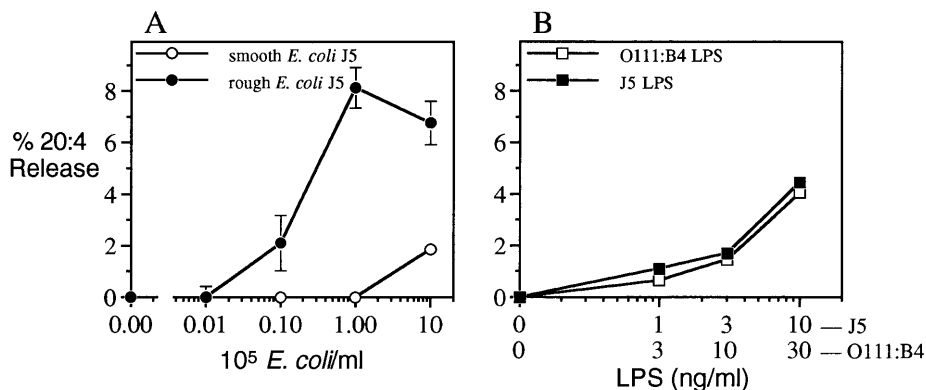 A
smooth E. coli J5
rough E. coli J5
% 20:4
Release
8
6
4
2
0
0.00 0.01 0.10 1.00 10
10⁵ E. coli/ml
B
O111:B4 LPS
J5 LPS
8
6
4
2
0
0 1 3 10 — J5
0 3 10 30 — O111:B4
LPS (ng/ml)